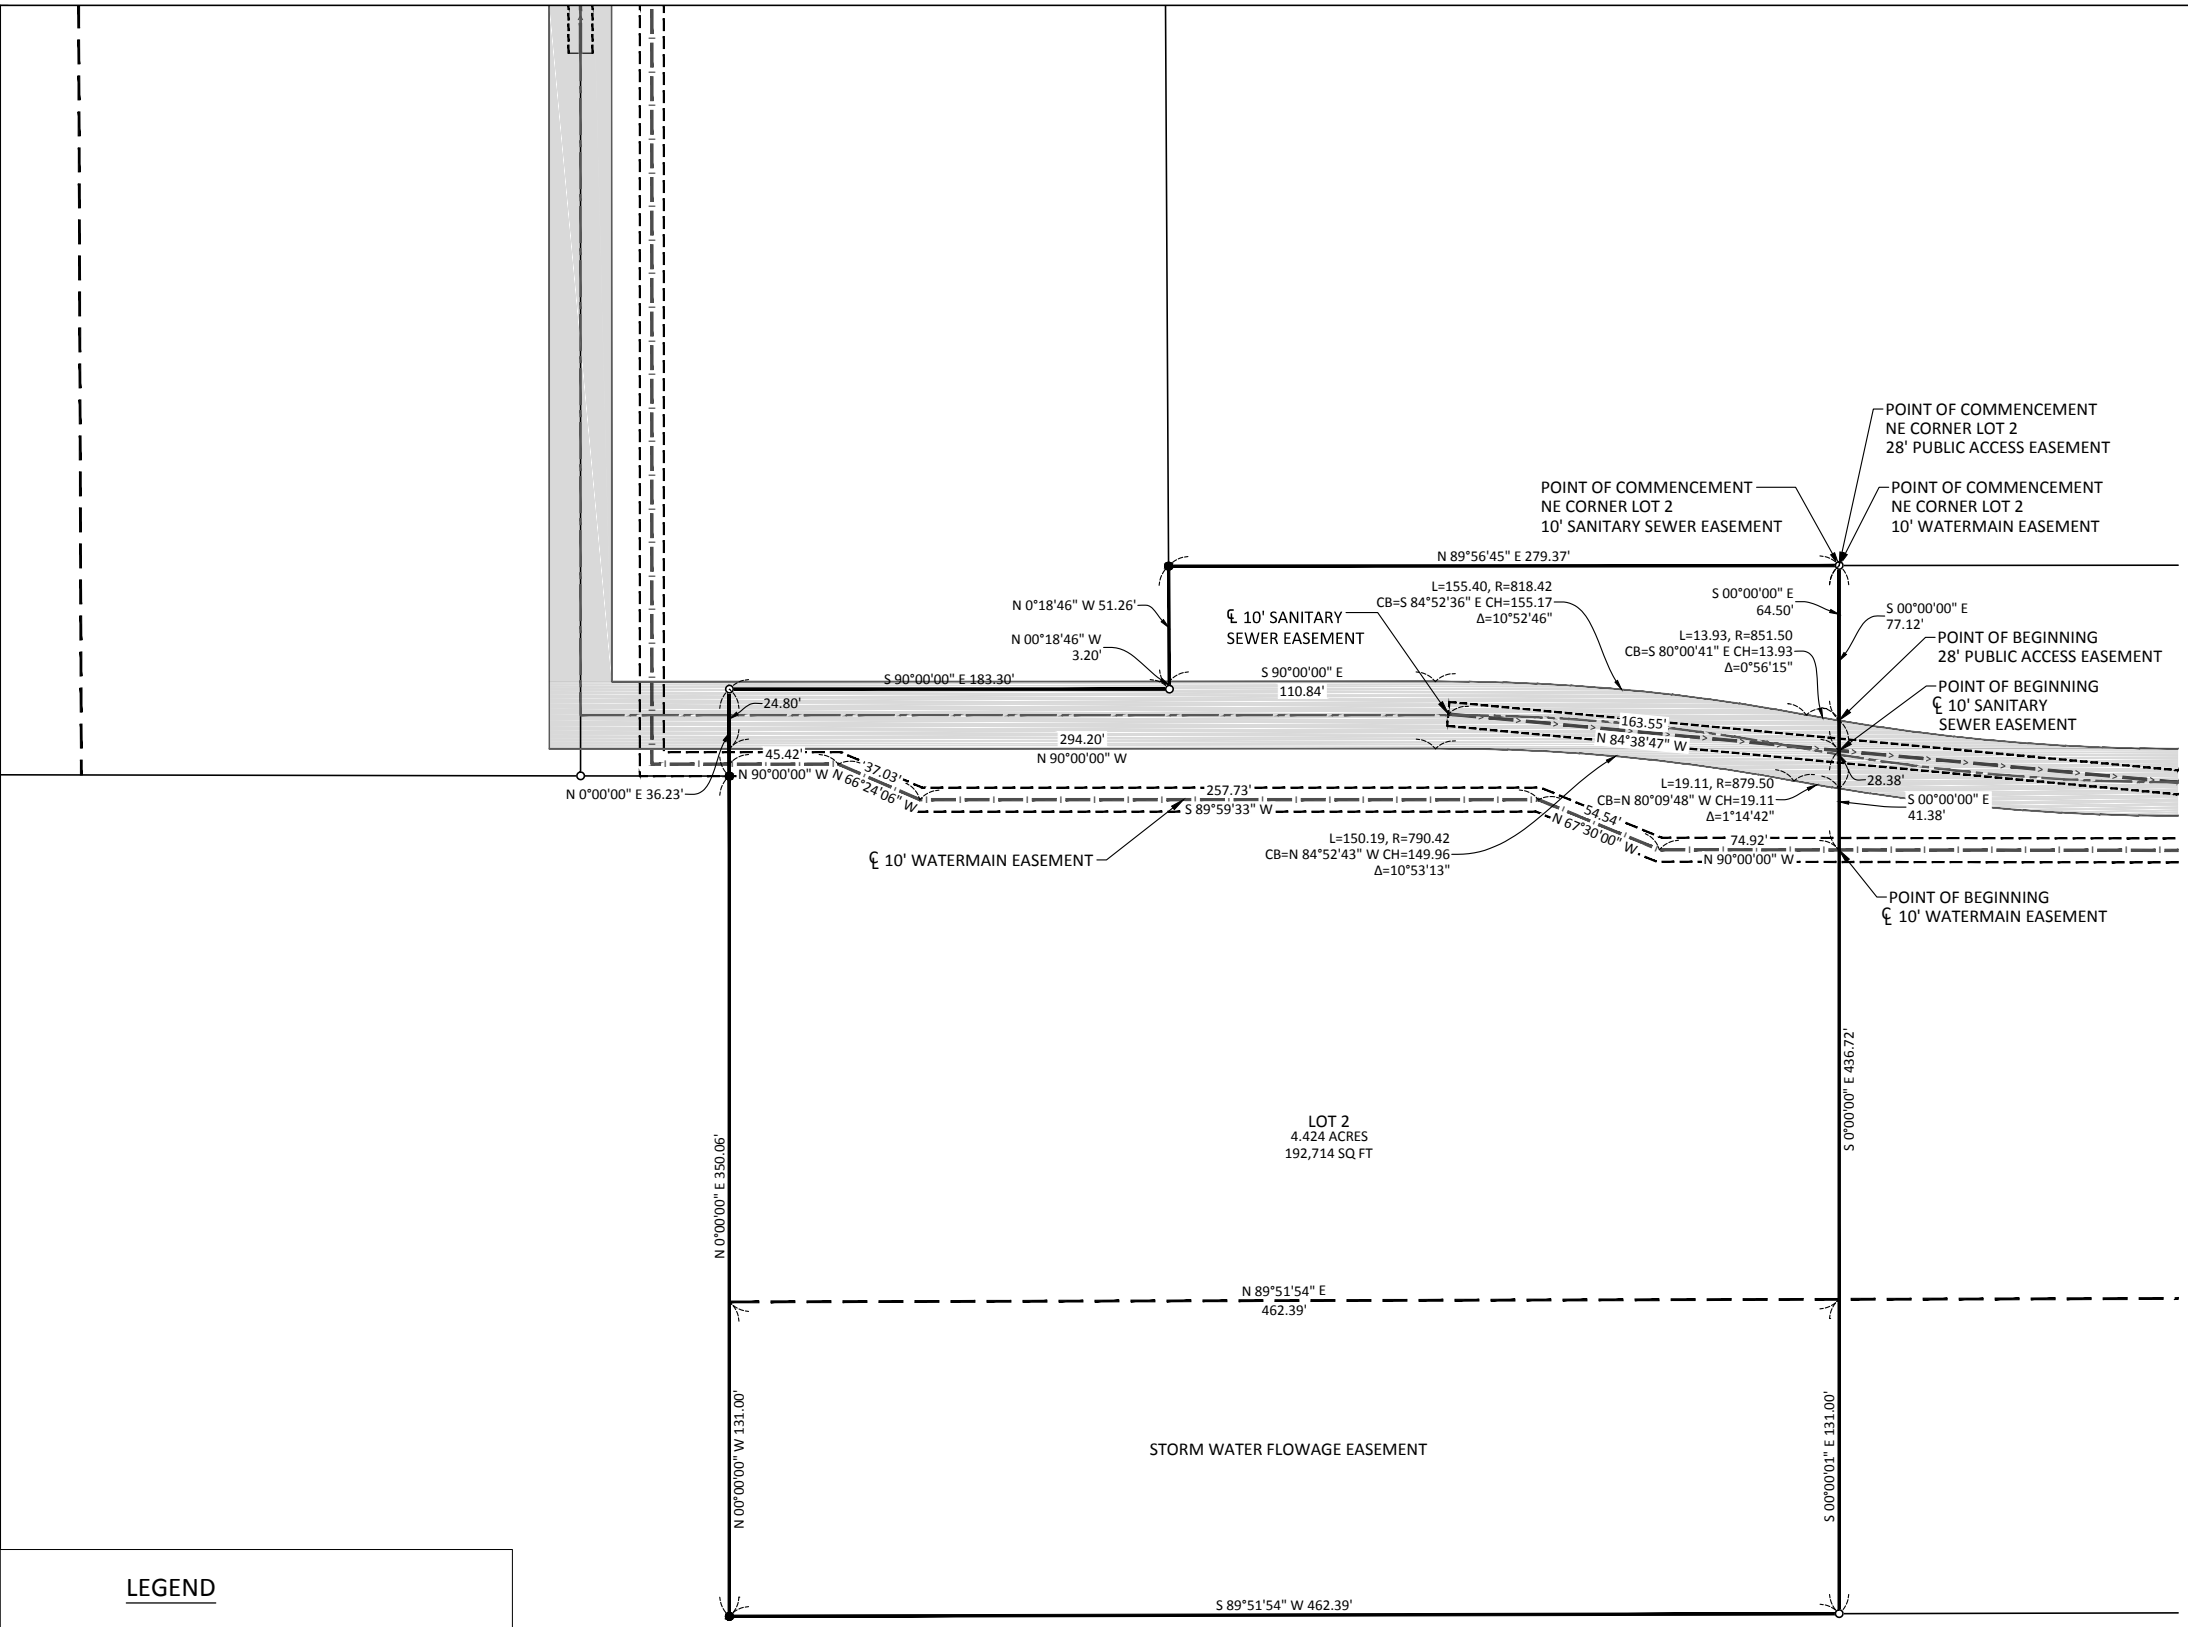 POINT OF COMMENCEMENT
NE CORNER LOT 2
28' PUBLIC ACCESS EASEMENT
POINT OF COMMENCEMENT
NE CORNER LOT 2
10' SANITARY SEWER EASEMENT
POINT OF COMMENCEMENT
NE CORNER LOT 2
10' WATERMAIN EASEMENT
N 89°56'45" E 279.37'
L=155.40, R=818.42
CB=S 84°52'36" E CH=155.17
Δ=10°52'46"
S 00°00'00" E
64.50'
S 00°00'00" E
77.12'
N 0°18'46" W 51.26'
℄ 10' SANITARY
SEWER EASEMENT
N 00°18'46" W
3.20'
L=13.93, R=851.50
CB=S 80°00'41" E CH=13.93
Δ=0°56'15"
POINT OF BEGINNING
28' PUBLIC ACCESS EASEMENT
S 90°00'00" E 183.30'
S 90°00'00" E
110.84'
POINT OF BEGINNING
℄ 10' SANITARY
SEWER EASEMENT
24.80'
163.55'
N 84°38'47" W
294.20'
N 90°00'00" W
45.42'
N 90°00'00" W
37.03'
N 66°24'06" W
N 0°00'00" E 36.23'
257.73'
S 89°59'33" W
28.38'
L=19.11, R=879.50
CB=N 80°09'48" W CH=19.11
Δ=1°14'42"
S 00°00'00" E
41.38'
54.54'
N 67°30'00" W
L=150.19, R=790.42
CB=N 84°52'43" W CH=149.96
Δ=10°53'13"
74.92'
N 90°00'00" W
℄ 10' WATERMAIN EASEMENT
POINT OF BEGINNING
℄ 10' WATERMAIN EASEMENT
S 0°00'00" E 436.72'
LOT 2
4.424 ACRES
192,714 SQ FT
N 0°00'00" E 350.06'
N 89°51'54" E
462.39'
N 00°00'00" W 131.00'
S 00°00'01" E 131.00'
STORM WATER FLOWAGE EASEMENT
LEGEND
S 89°51'54" W 462.39'